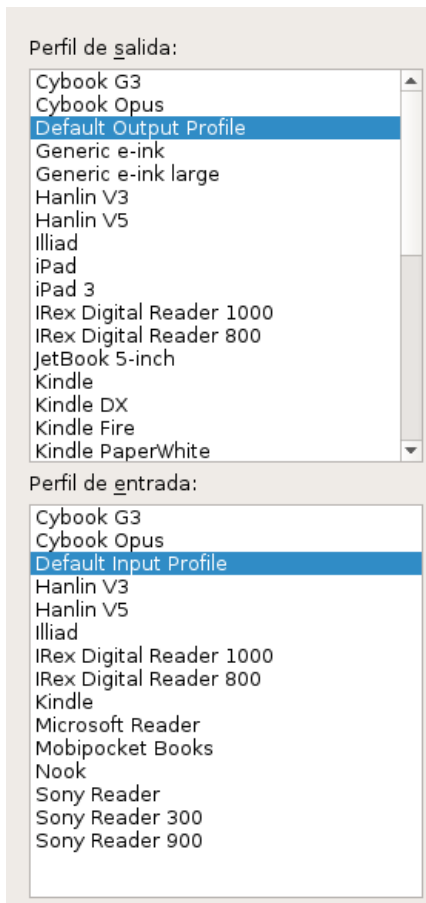 Perfil de salida:
Cybook G3
Cybook Opus
Default Output Profile
Generic e-ink
Generic e-ink large
Hanlin V3
Hanlin V5
Illiad
iPad
iPad 3
IRex Digital Reader 1000
IRex Digital Reader 800
JetBook 5-inch
Kindle
Kindle DX
Kindle Fire
Kindle PaperWhite
Perfil de entrada:
Cybook G3
Cybook Opus
Default Input Profile
Hanlin V3
Hanlin V5
Illiad
IRex Digital Reader 1000
IRex Digital Reader 800
Kindle
Microsoft Reader
Mobipocket Books
Nook
Sony Reader
Sony Reader 300
Sony Reader 900